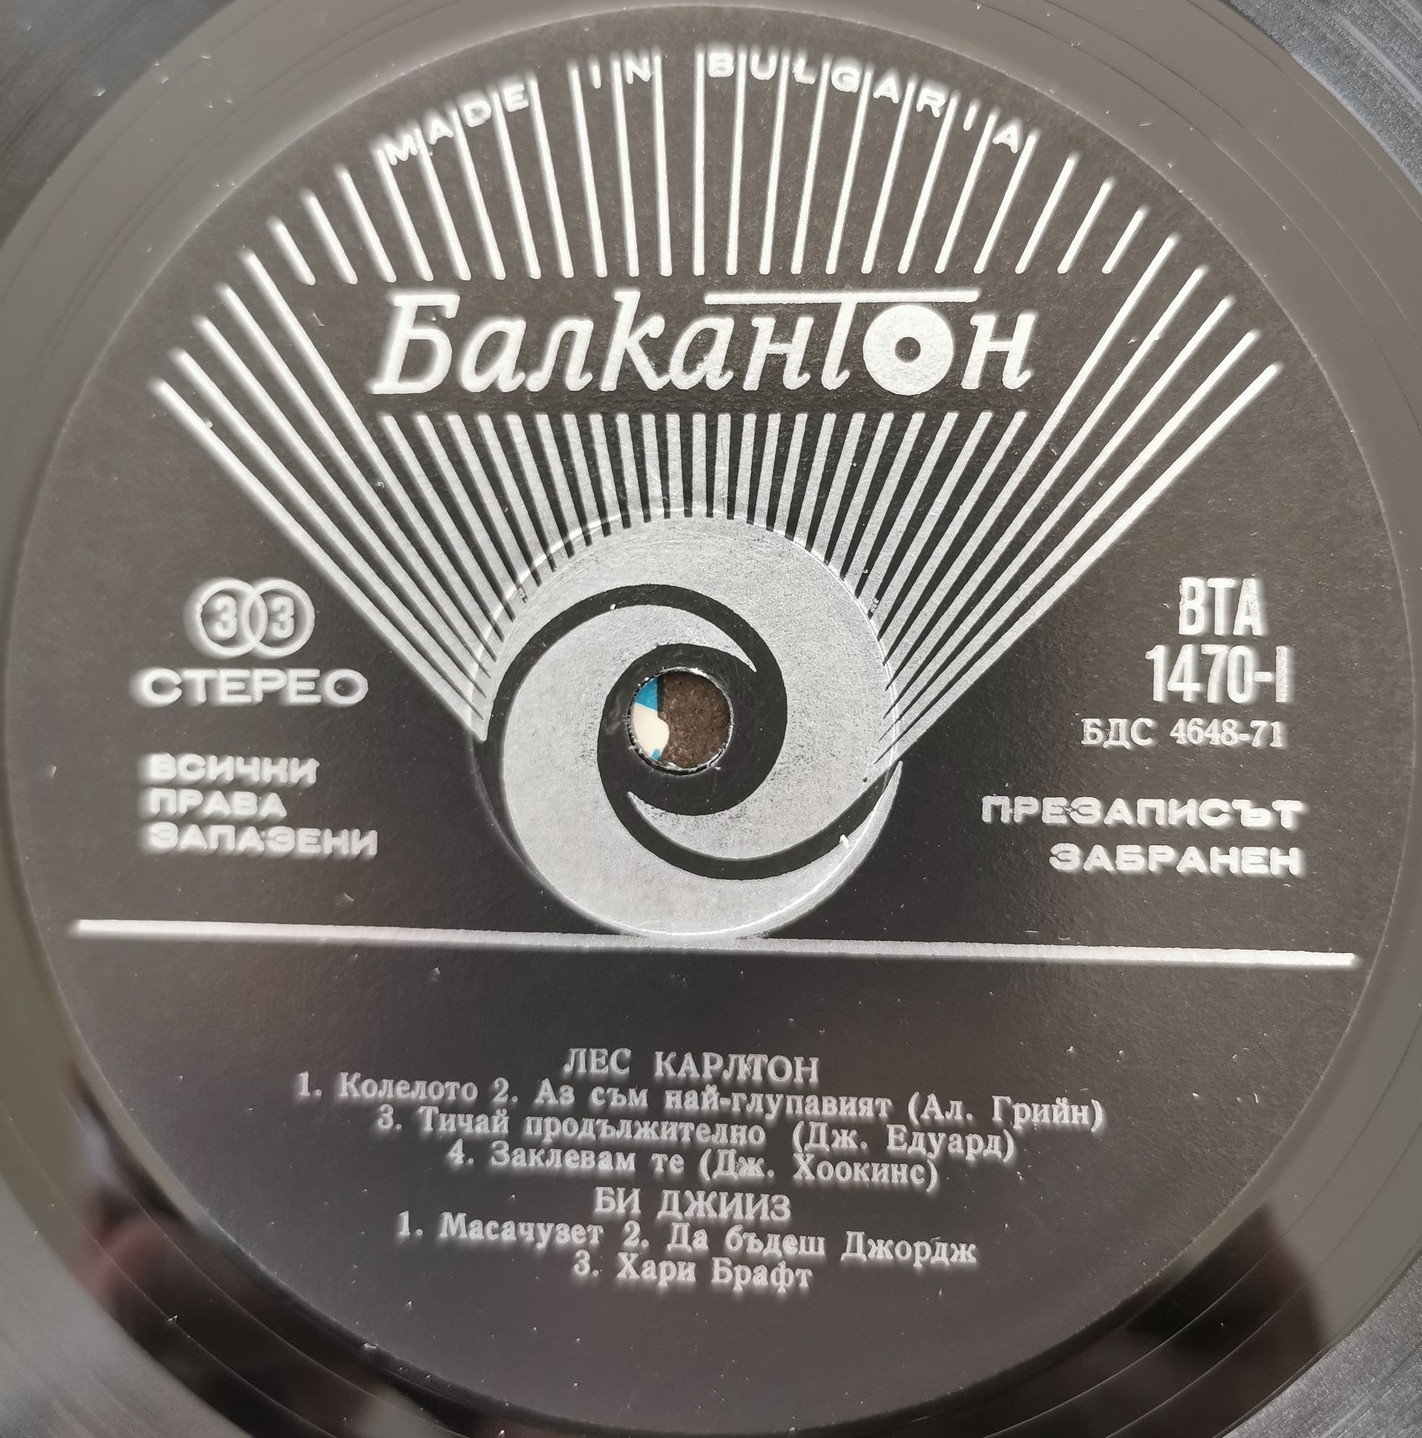 MADE IN BULGARIA
Балкантон
33
СТЕРЕО
ВСИЧКИ
ПРАВА
ЗАПАЗЕНИ
ВТА
1470-I
БДС 4648-71
ПРЕЗАПИСЪТ
ЗАБРАНЕН
ЛЕС КАРЛТОН
1. Колелото 2. Аз съм най-глупавият (Ал. Грийн)
3. Тичай продължително (Дж. Едуард)
4. Заклевам те (Дж. Хоокинс)
БИ ДЖИИЗ
1. Масачузет 2. Да бъдеш Джордж
3. Хари Брафт